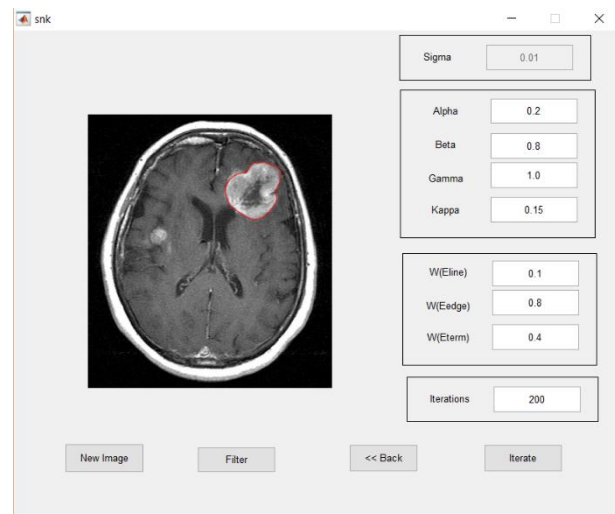 snk
Sigma 0.01
Alpha 0.2
Beta 0.8
Gamma 1.0
Kappa 0.15
W(Eline) 0.1
W(Eedge) 0.8
W(Eterm) 0.4
Iterations 200
New Image Filter << Back Iterate